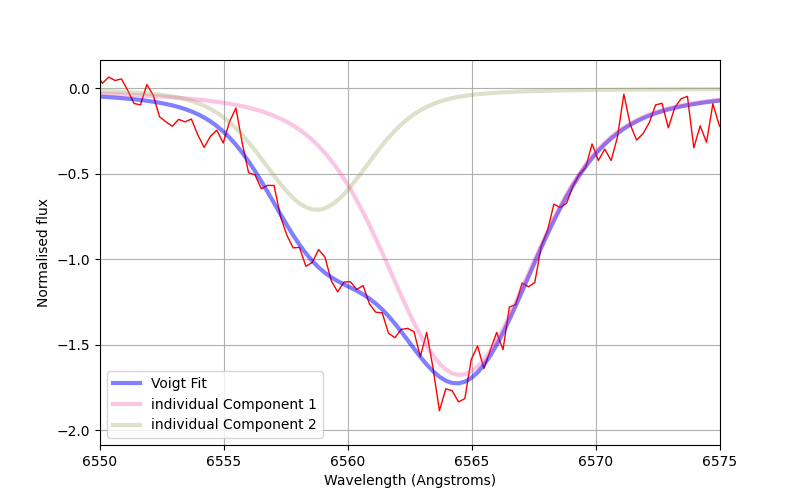 0.0
−0.5
−1.0
−1.5
−2.0
Normalised flux
Voigt Fit
individual Component 1
individual Component 2
6550 6555 6560 6565 6570 6575
Wavelength (Angstroms)